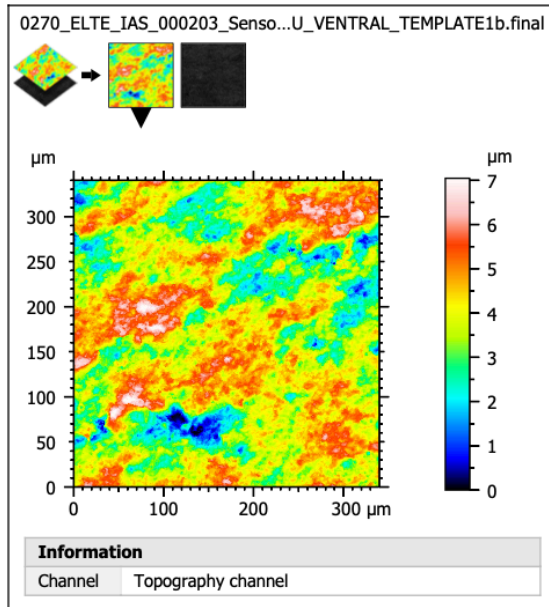 0270_ELTE_IAS_000203_Senso...U_VENTRAL_TEMPLATE1b.final
µm
µm
300
250
200
150
100
50
0
0 100 200 300 µm
7
6
5
4
3
2
1
0
Information
Channel Topography channel